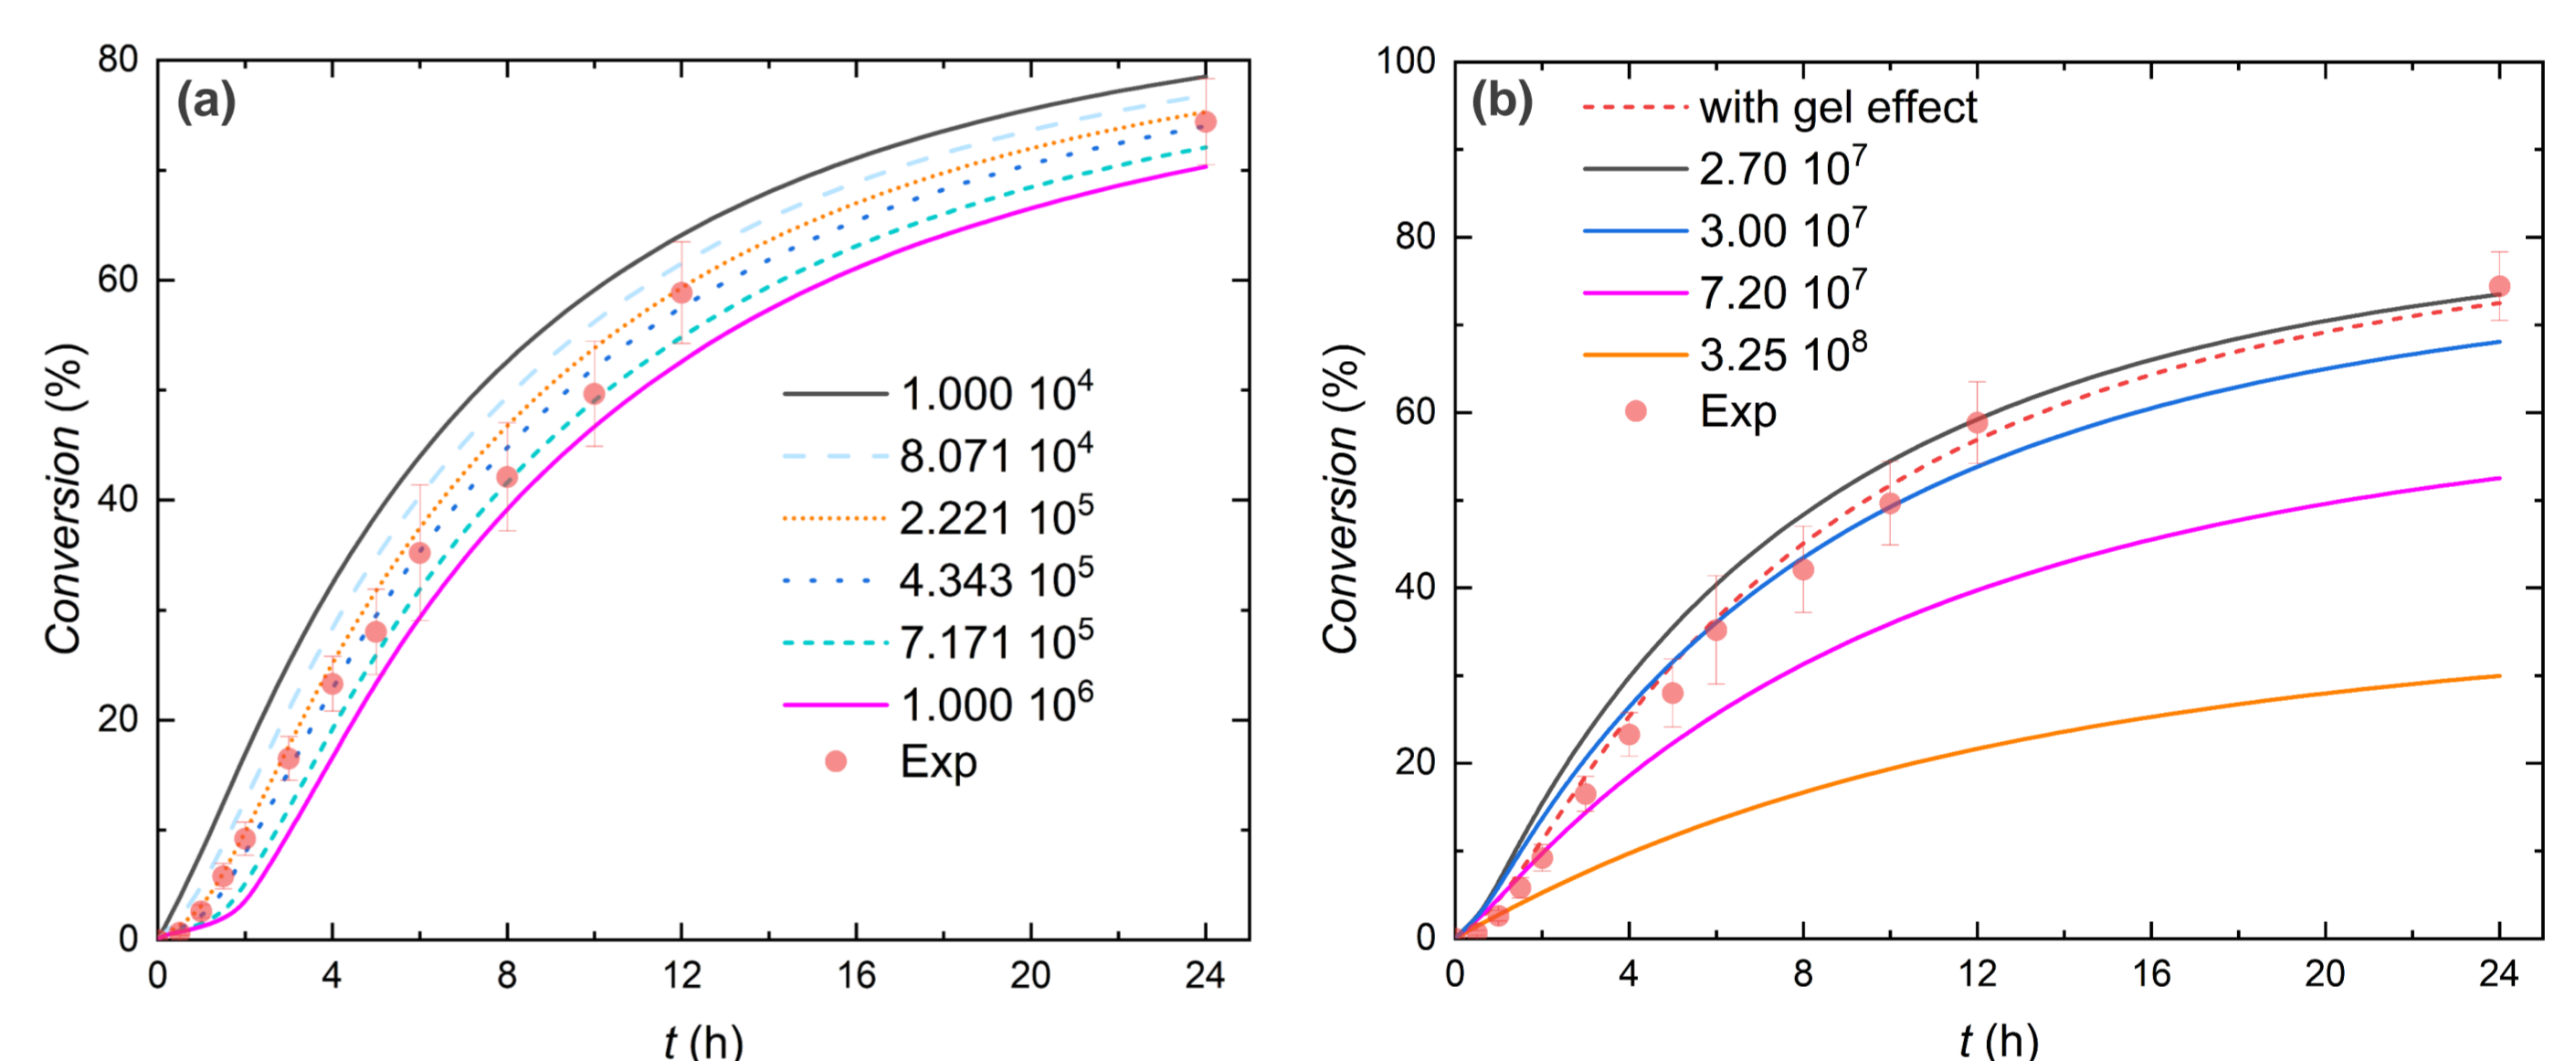 (a)
80
60
40
20
0
0 4 8 12 16 20 24
Conversion (%)
t (h)
1.000 10⁴
8.071 10⁴
2.221 10⁵
4.343 10⁵
7.171 10⁵
1.000 10⁶
Exp
(b)
100
80
60
40
20
0
0 4 8 12 16 20 24
Conversion (%)
t (h)
with gel effect
2.70 10⁷
3.00 10⁷
7.20 10⁷
3.25 10⁸
Exp